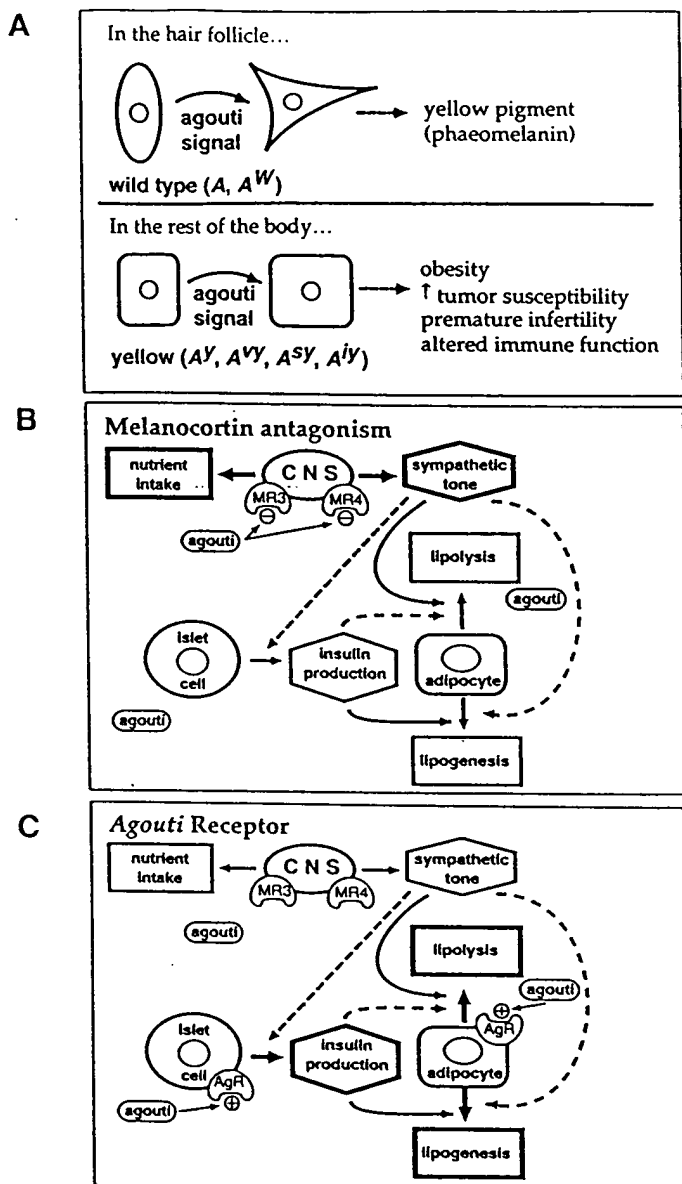 A
In the hair follicle...
agouti
signal
yellow pigment
(phaeomelanin)
wild type (A, A^W)
In the rest of the body...
agouti
signal
obesity
↑ tumor susceptibility
premature infertility
altered immune function
yellow (A^y, A^vy, A^sy, A^iy)
B
Melanocortin antagonism
nutrient
intake
CNS
sympathetic
tone
MR3
MR4
⊖
⊖
agouti
lipolysis
agouti
islet
cell
insulin
production
adipocyte
agouti
lipogenesis
C
Agouti Receptor
nutrient
intake
CNS
sympathetic
tone
MR3
MR4
agouti
lipolysis
agouti
⊕
AgR
islet
cell
insulin
production
adipocyte
AgR
agouti
⊕
lipogenesis